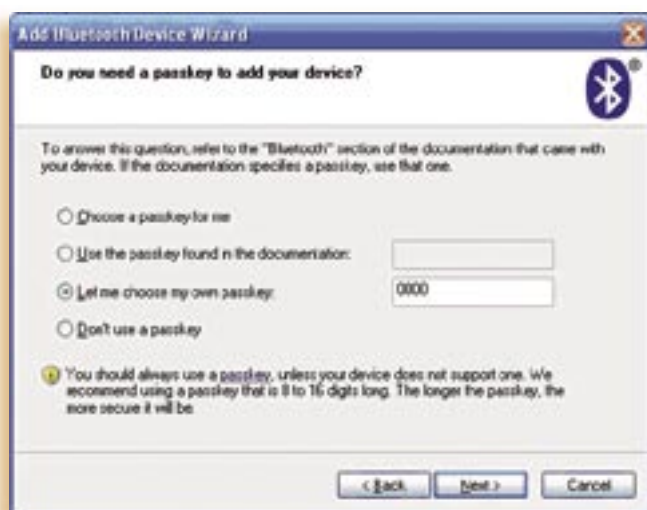 Add Bluetooth Device Wizard
Do you need a passkey to add your device?
®
To answer this question, refer to the "Bluetooth" section of the documentation that came with
your device. If the documentation specifies a passkey, use that one.
Choose a passkey for me
Use the passkey found in the documentation:
Let me choose my own passkey:
0000
Don't use a passkey
You should always use a passkey, unless your device does not support one. We
recommend using a passkey that is 8 to 16 digits long. The longer the passkey, the
more secure it will be.
< Back
Next >
Cancel